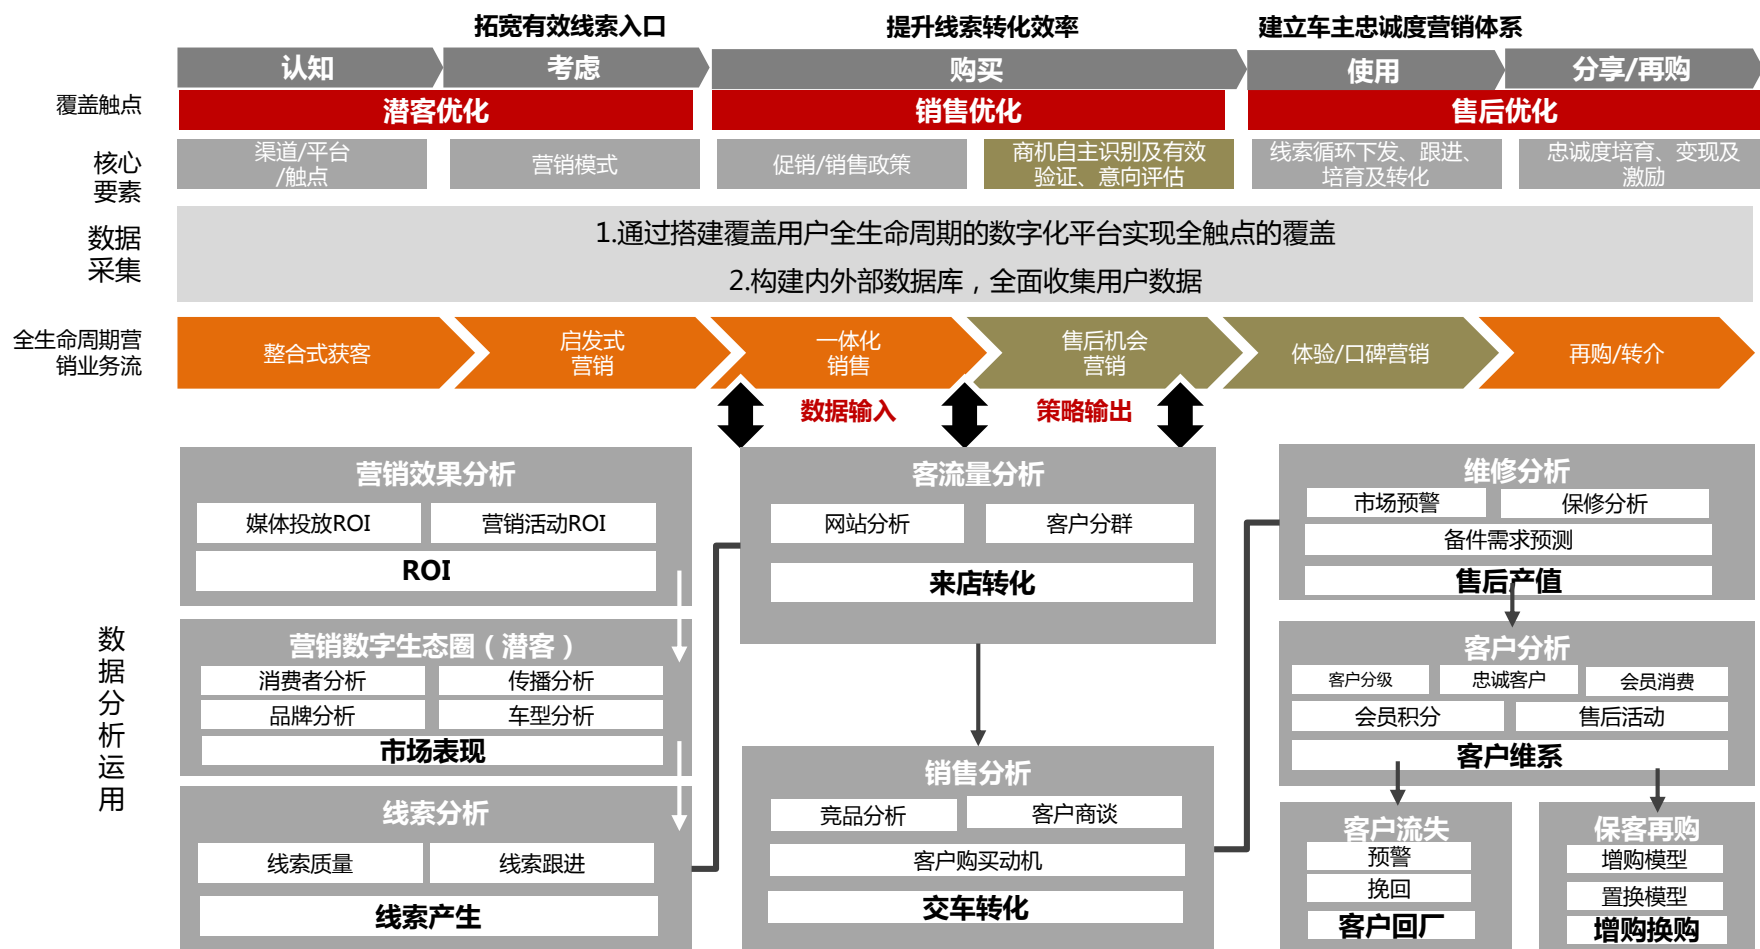 拓宽有效线索入口
提升线索转化效率
建立车主忠诚度营销体系
认知
考虑
购买
使用
分享/再购
覆盖触点
潜客优化
销售优化
售后优化
核心
要素
渠道/平台
/触点
营销模式
促销/销售政策
商机自主识别及有效
验证、意向评估
线索循环下发、跟进、
培育及转化
忠诚度培育、变现及
激励
数据
采集
1.通过搭建覆盖用户全生命周期的数字化平台实现全触点的覆盖
2.构建内外部数据库，全面收集用户数据
全生命周期营
销业务流
整合式获客
启发式
营销
一体化
销售
售后机会
营销
体验/口碑营销
再购/转介
数据输入
策略输出
数
据
分
析
运
用
营销效果分析
媒体投放ROI
营销活动ROI
ROI
营销数字生态圈（潜客）
消费者分析
传播分析
品牌分析
车型分析
市场表现
线索分析
线索质量
线索跟进
线索产生
客流量分析
网站分析
客户分群
来店转化
销售分析
竞品分析
客户商谈
客户购买动机
交车转化
维修分析
市场预警
保修分析
备件需求预测
售后产值
客户分析
客户分级
忠诚客户
会员消费
会员积分
售后活动
客户维系
客户流失
预警
挽回
客户回厂
保客再购
增购模型
置换模型
增购换购